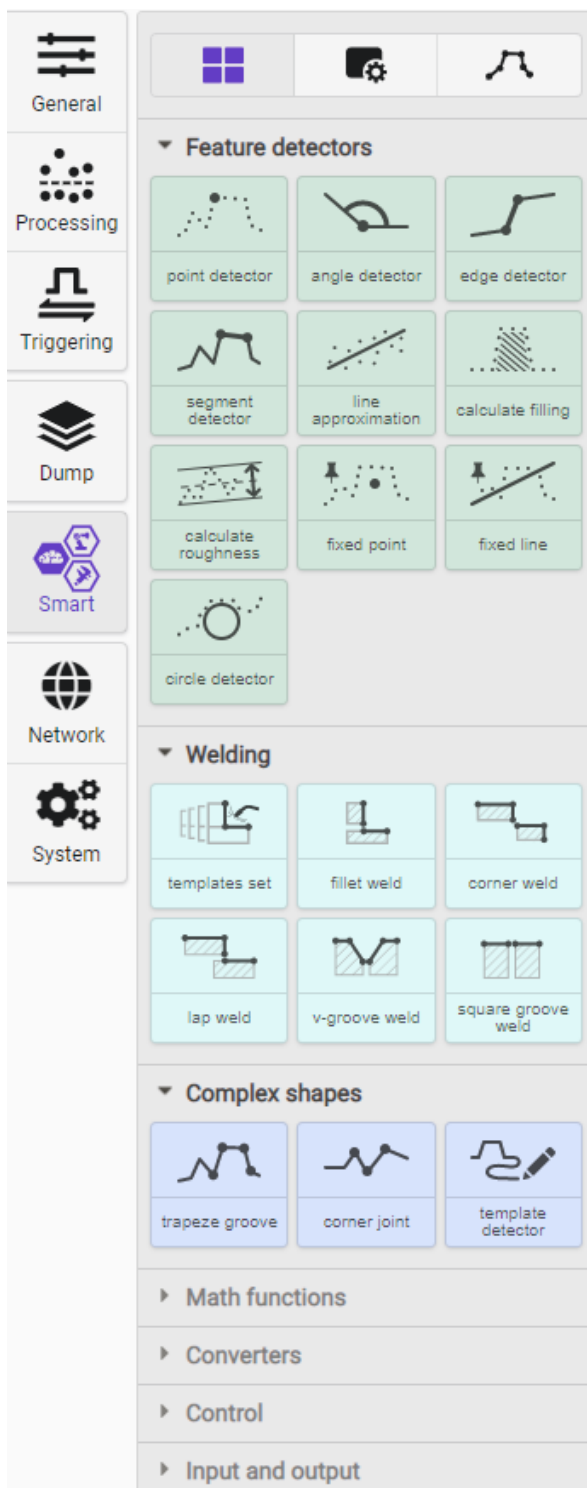 General
Processing
Triggering
Dump
Smart
Network
System
Feature detectors
point detector
angle detector
edge detector
segment
detector
line
approximation
calculate filling
calculate
roughness
fixed point
fixed line
circle detector
Welding
templates set
fillet weld
corner weld
lap weld
v-groove weld
square groove
weld
Complex shapes
trapeze groove
corner joint
template
detector
Math functions
Converters
Control
Input and output